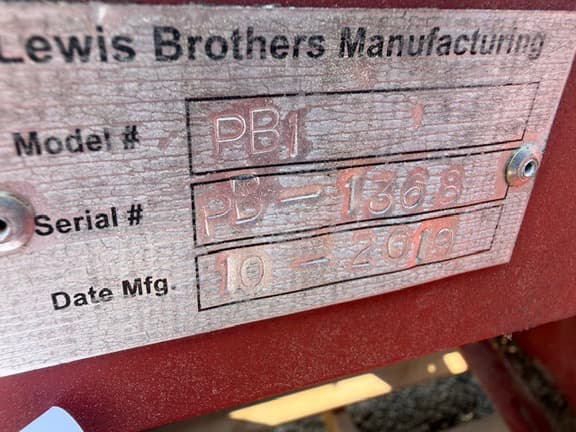 Lewis Brothers Manufacturing
Model # PB1
Serial # PB-1368
Date Mfg. 10-2019